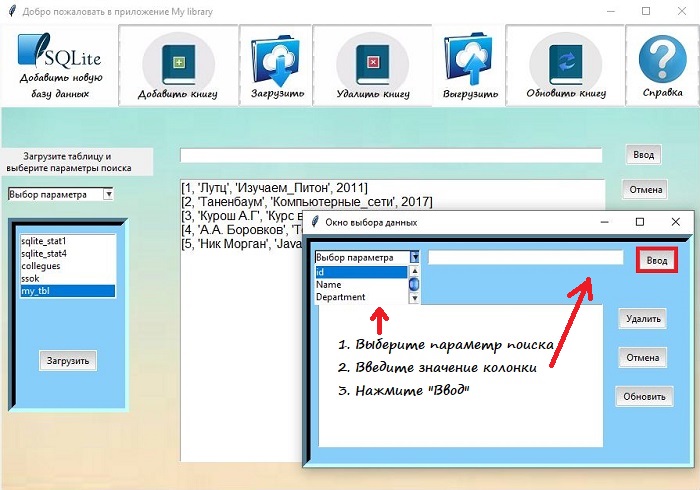 Добро пожаловать в приложение My library
SQLite
Добавить новую
базу данных
Добавить книгу
Загрузить
Удалить книгу
Выгрузить
Обновить книгу
Справка
Загрузите таблицу и
выберите параметры поиска
Ввод
Выбор параметра
Отмена
[1, 'Лутц', 'Изучаем_Питон', 2011]
[2, 'Таненбаум', 'Компьютерные_сети', 2017]
[3, 'Курош А.Г', 'Курс в
[4, 'А.А. Боровков', 'Те
[5, 'Ник Морган', 'Java
sqlite_stat1
sqlite_stat4
collegues
ssok
my_tbl
Загрузить
Окно выбора данных
Выбор параметра
Ввод
id
Name
Department
Удалить
1. Выберите параметр поиска
2. Введите значение колонки
3. Нажмите "Ввод"
Отмена
Обновить